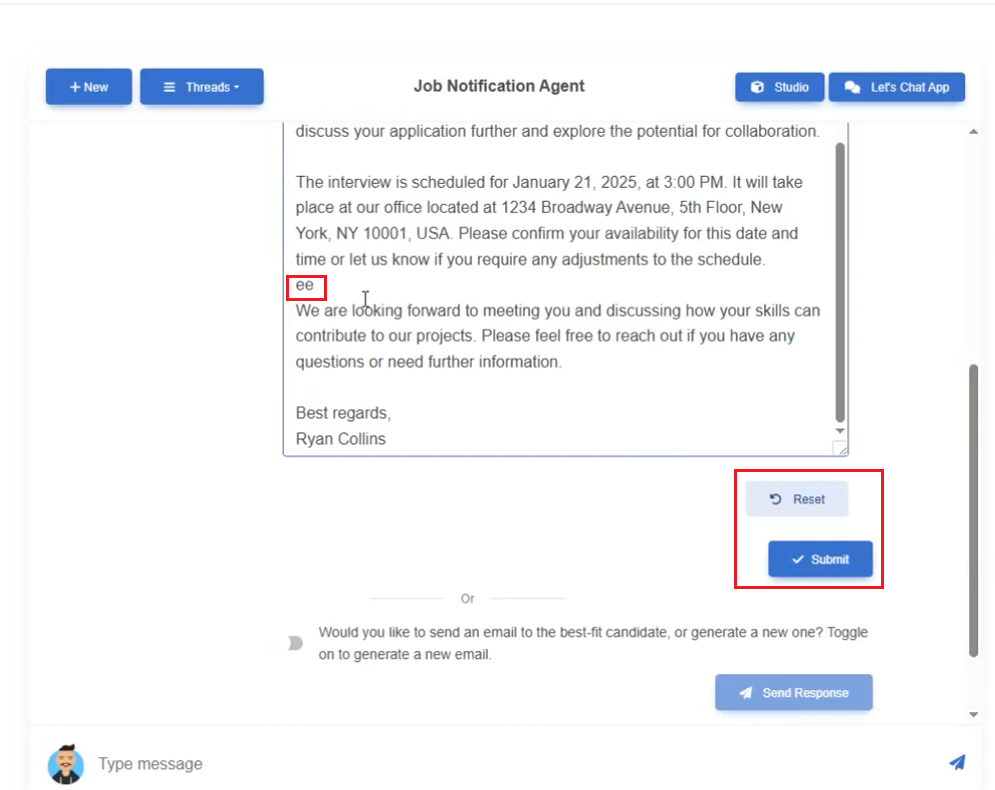 + New
Threads
Job Notification Agent
Studio
Let's Chat App
discuss your application further and explore the potential for collaboration.
The interview is scheduled for January 21, 2025, at 3:00 PM. It will take
place at our office located at 1234 Broadway Avenue, 5th Floor, New
York, NY 10001, USA. Please confirm your availability for this date and
time or let us know if you require any adjustments to the schedule.
ee
We are looking forward to meeting you and discussing how your skills can
contribute to our projects. Please feel free to reach out if you have any
questions or need further information.
Best regards,
Ryan Collins
Reset
Submit
Or
Would you like to send an email to the best-fit candidate, or generate a new one? Toggle
on to generate a new email.
Send Response
Type message